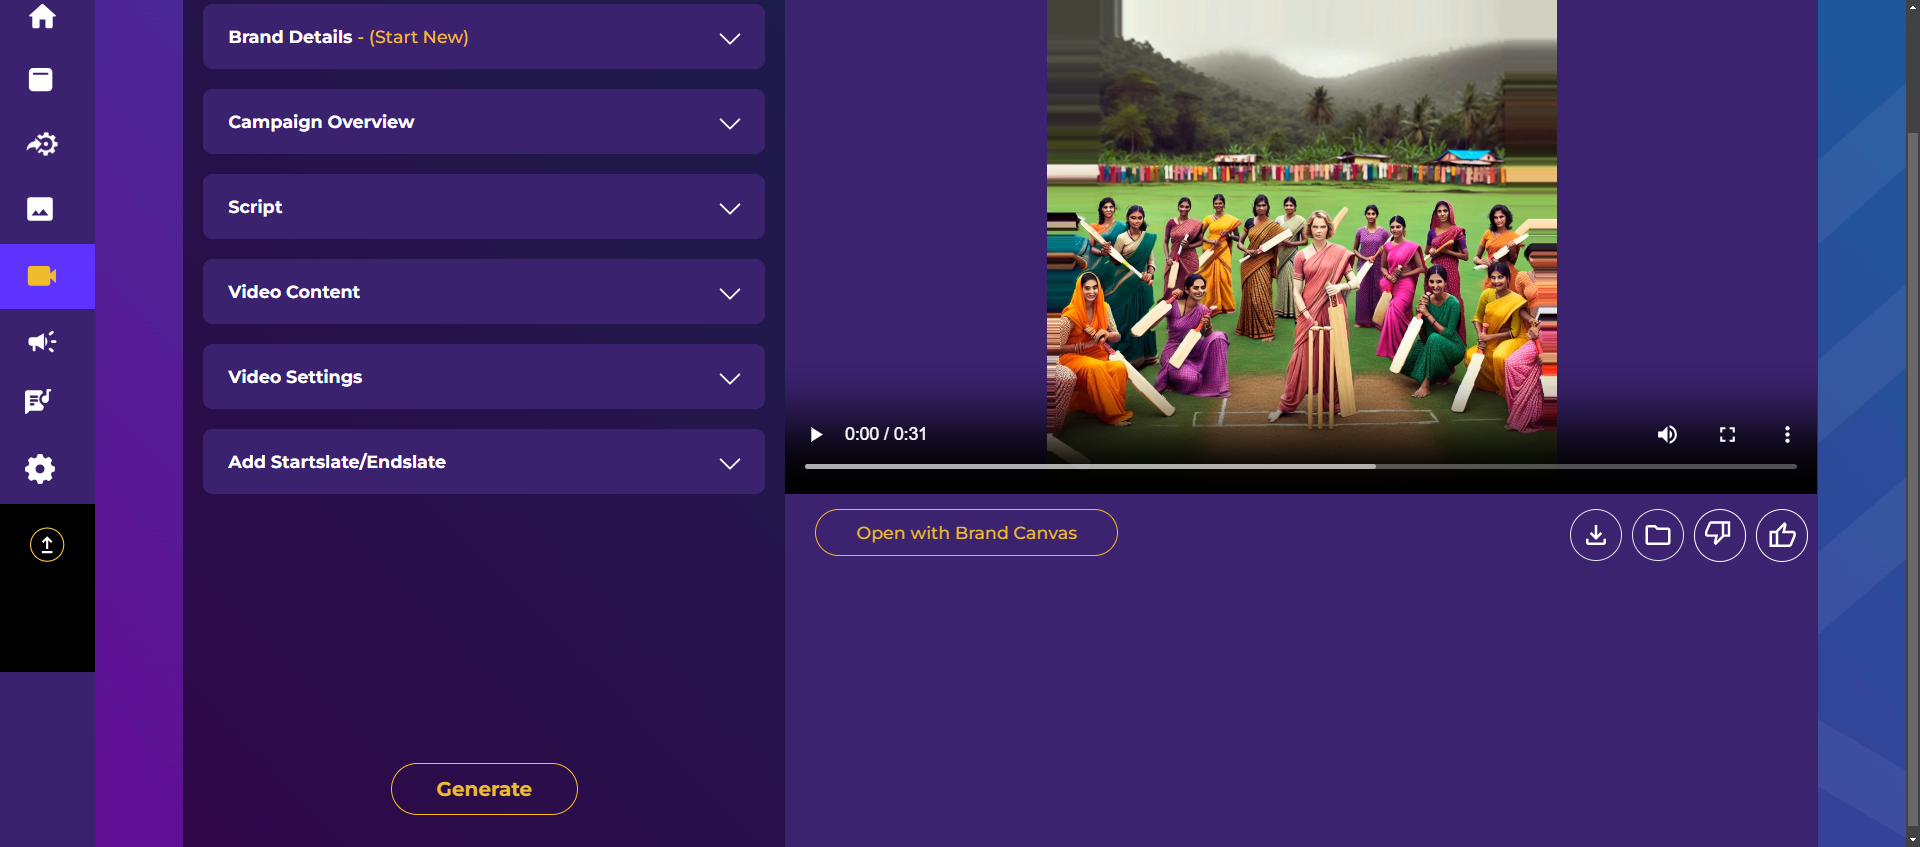 Brand Details - (Start New)
Campaign Overview
Script
Video Content
Video Settings
Add Startslate/Endslate
Generate
0:00 / 0:31
Open with Brand Canvas